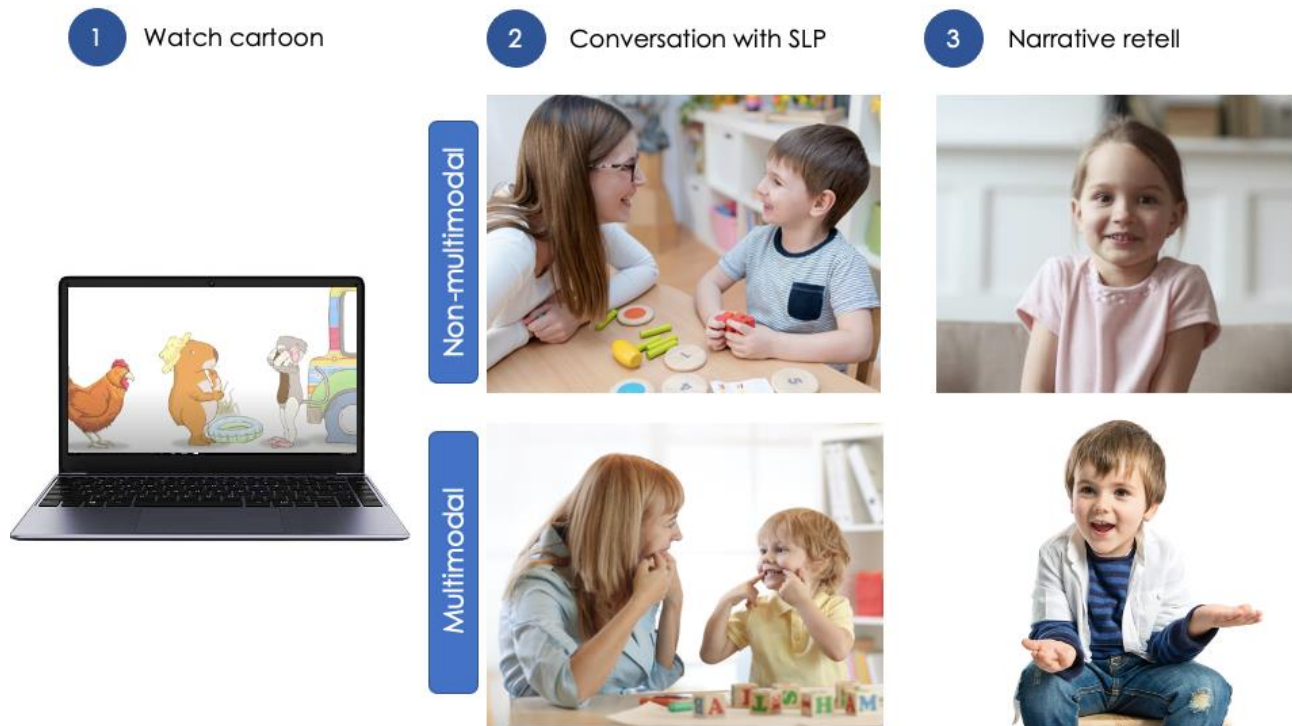 1 Watch cartoon
2 Conversation with SLP
3 Narrative retell
Non-multimodal
Multimodal